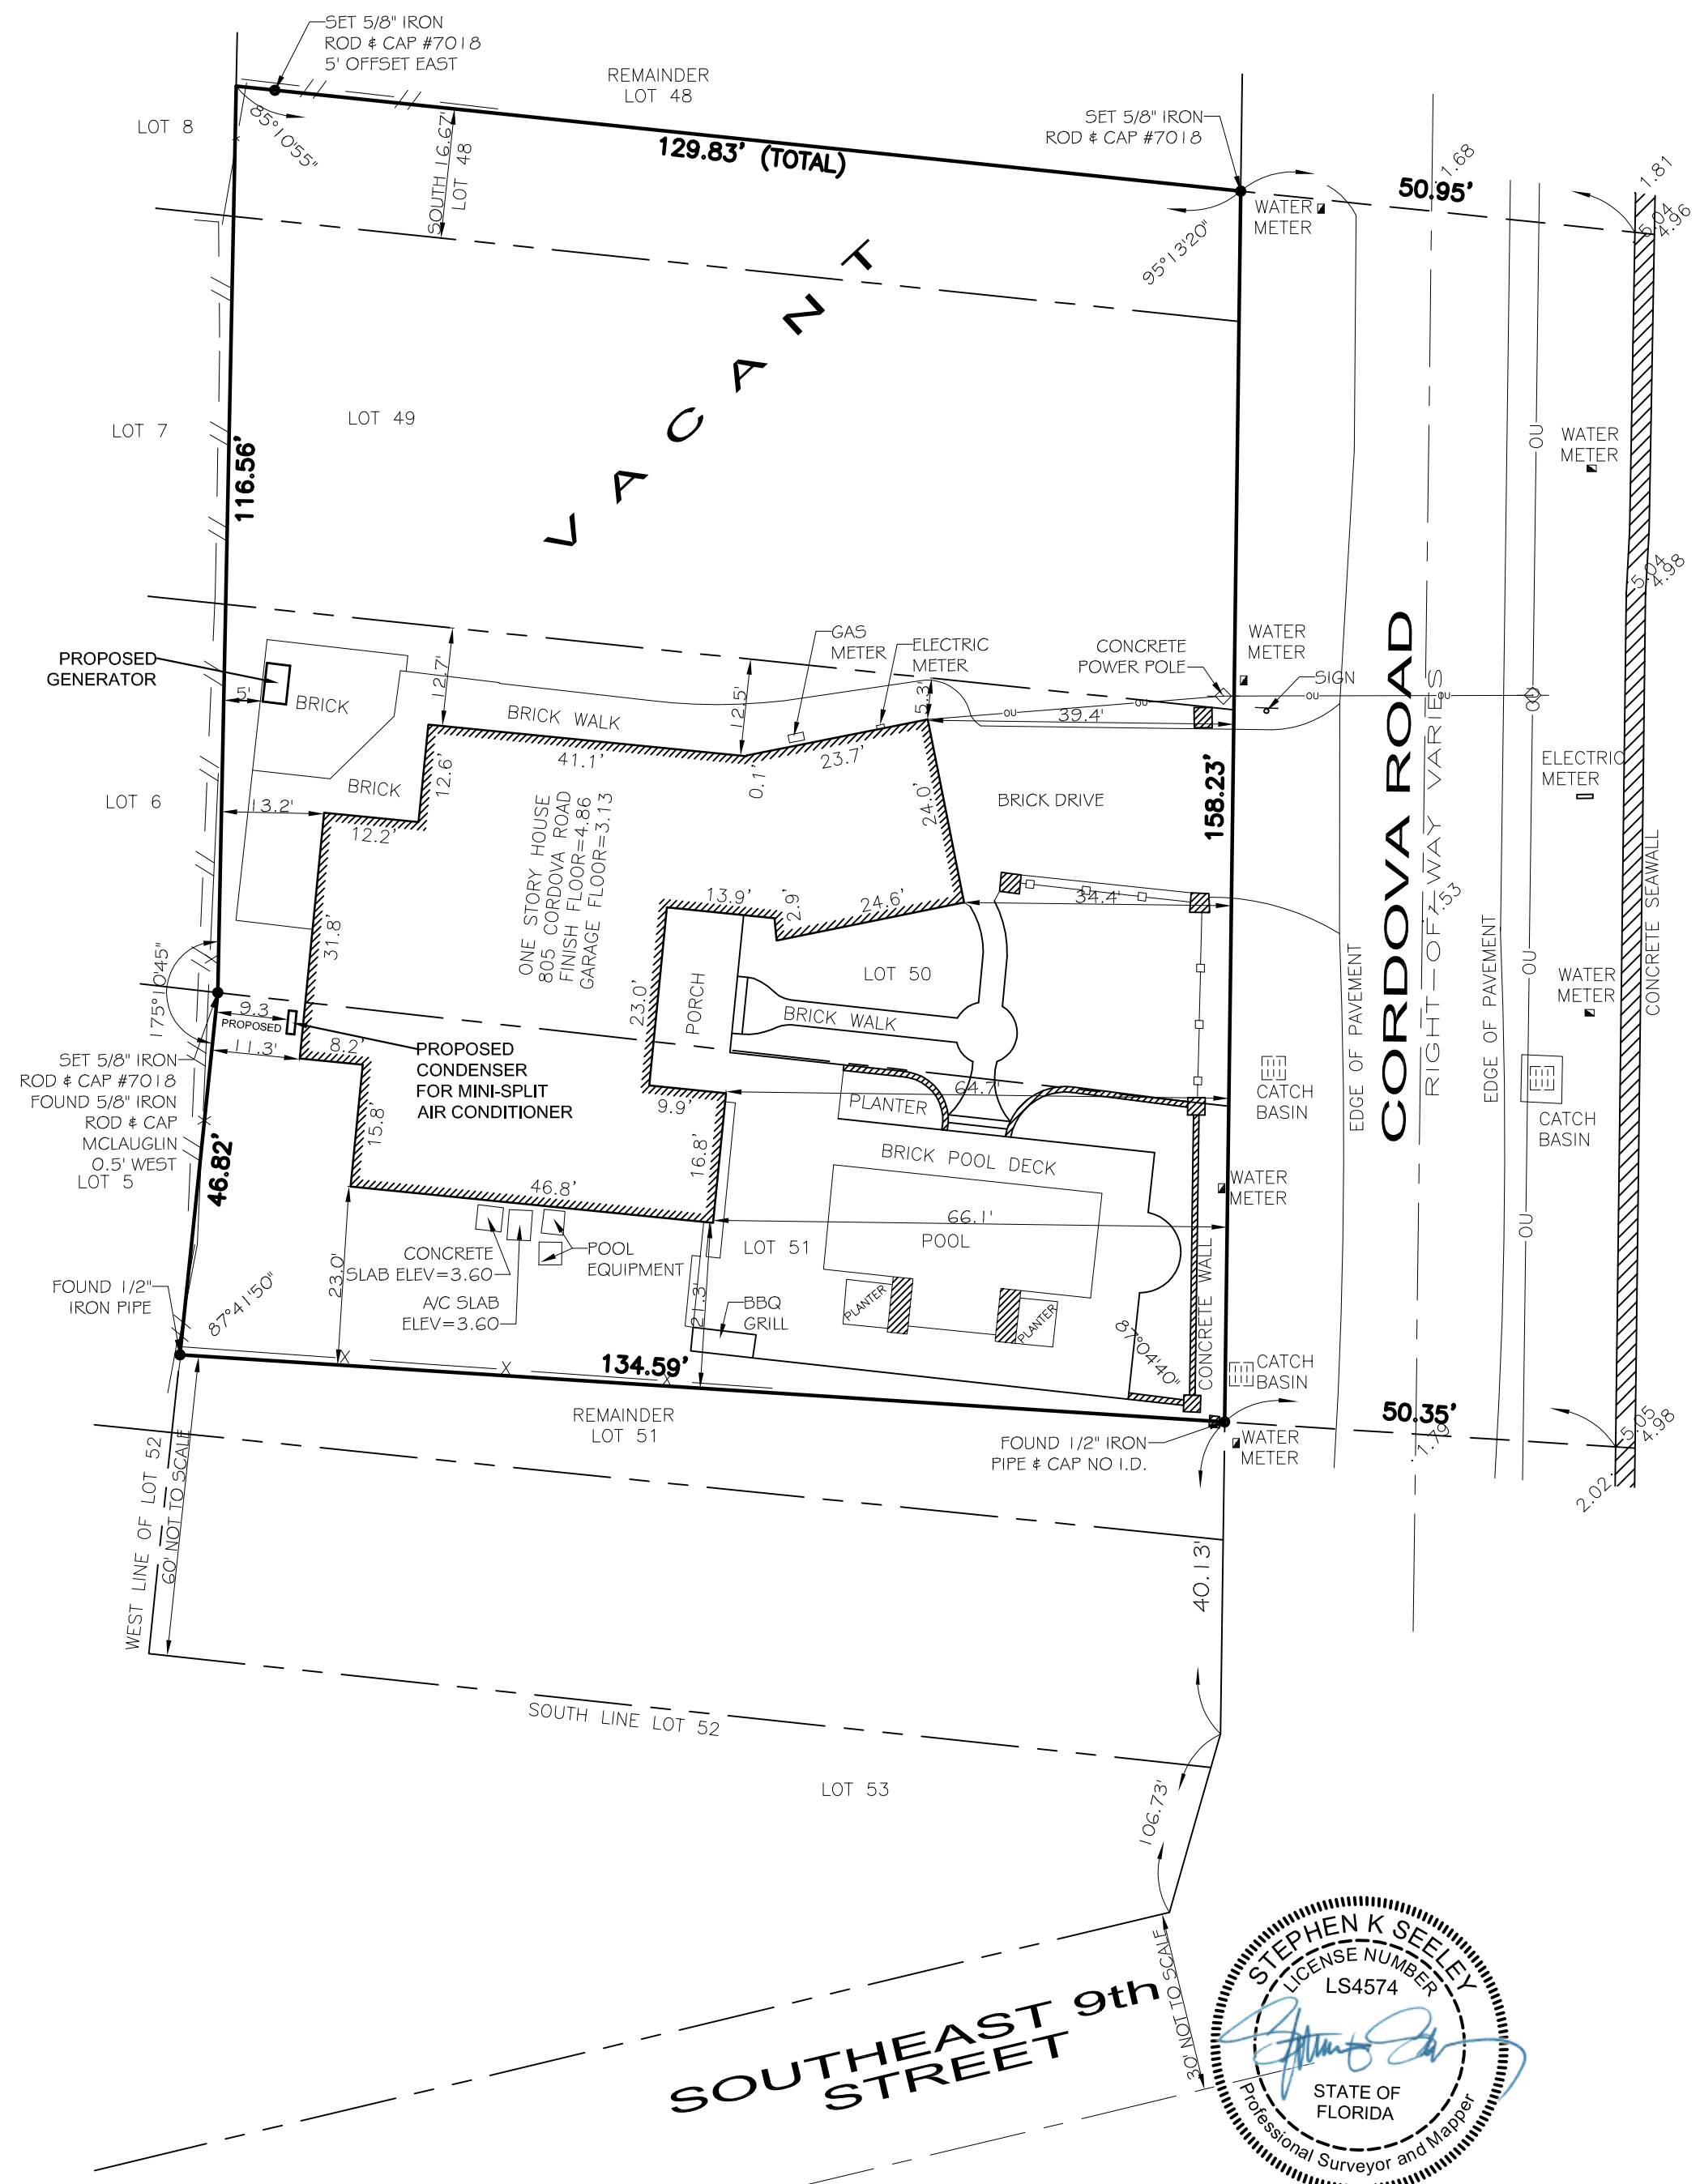 SET 5/8" IRON
ROD & CAP #7018
5' OFFSET EAST
REMAINDER
LOT 48
SET 5/8" IRON
ROD & CAP #7018
LOT 8
85°10'55"
SOUTH 16.67'
LOT 48
129.83' (TOTAL)
95°13'20"
WATER
METER
50.95'
1.68
1.81
5.04
4.96
VACANT
LOT 7
LOT 49
116.56'
OU
WATER
METER
5.04
4.98
PROPOSED
GENERATOR
5'
BRICK
12.7'
BRICK WALK
12.5'
GAS
METER
ELECTRIC
METER
5.3'
CONCRETE
POWER POLE
WATER
METER
SIGN
OU
OU
OU
OU
OU
OU
39.4'
CORDOVA ROAD
RIGHT-OF-WAY VARIES
41.1'
0.1'
23.7'
12.6'
BRICK
LOT 6
13.2'
12.2'
ONE STORY HOUSE
805 CORDOVA ROAD
FINISH FLOOR=4.86
GARAGE FLOOR=3.13
24.0'
BRICK DRIVE
158.23'
ELECTRIC
METER
CONCRETE SEAWALL
13.9'
2.9'
24.6'
34.4'
1.53
31.8'
175°10'45"
LOT 50
23.0'
PORCH
BRICK WALK
EDGE OF PAVEMENT
EDGE OF PAVEMENT
OU
WATER
METER
9.3
PROPOSED
11.3'
8.2'
PROPOSED
CONDENSER
FOR MINI-SPLIT
AIR CONDITIONER
SET 5/8" IRON
ROD & CAP #7018
FOUND 5/8" IRON
ROD & CAP
MCLAUGLIN
0.5' WEST
LOT 5
46.82'
15.8'
9.9'
64.7'
PLANTER
CATCH
BASIN
CATCH
BASIN
16.8'
BRICK POOL DECK
WATER
METER
46.8'
66.1'
POOL
LOT 51
OU
CONCRETE
SLAB ELEV=3.60
POOL
EQUIPMENT
A/C SLAB
ELEV=3.60
BBQ
GRILL
PLANTER
PLANTER
CONCRETE WALL
FOUND 1/2"
IRON PIPE
87°41'50"
23.0'
21.3'
87°04'40"
CATCH
BASIN
134.59'
REMAINDER
LOT 51
FOUND 1/2" IRON
PIPE & CAP NO I.D.
WATER
METER
50.35'
1.79
5.05
4.98
2.02
WEST LINE OF LOT 52
60' NOT TO SCALE
40.13'
SOUTH LINE LOT 52
LOT 53
106.73'
30' NOT TO SCALE
SOUTHEAST 9th
STREET
STEPHEN K SEELEY
LICENSE NUMBER
LS4574
STATE OF
FLORIDA
Professional Surveyor and Mapper